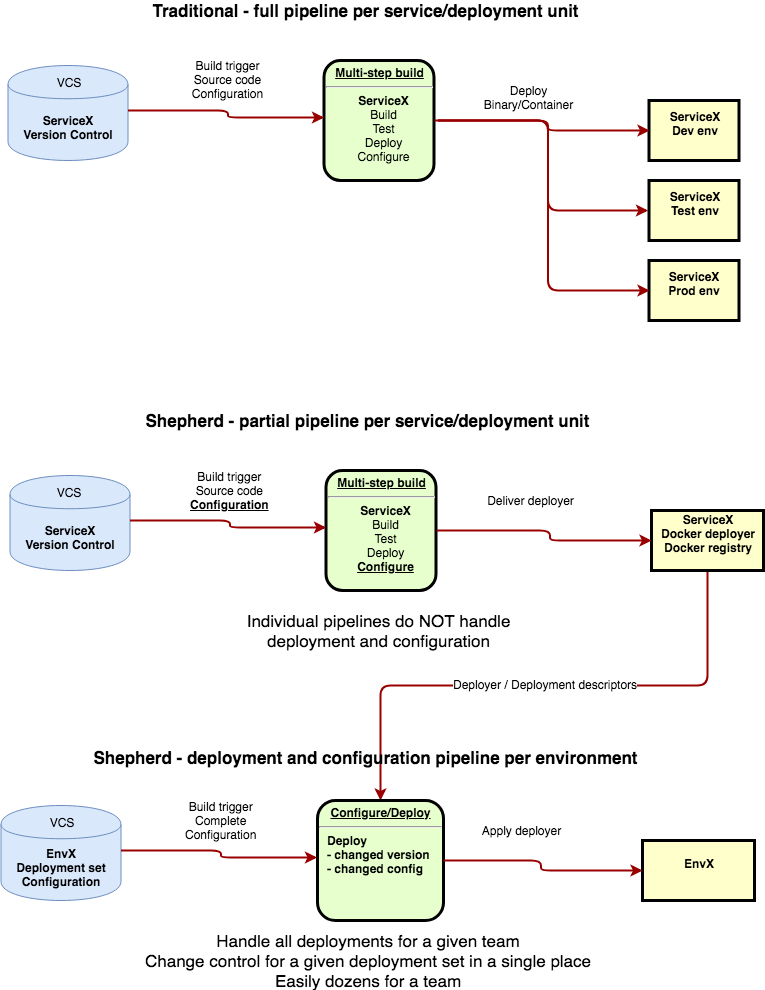 Traditional - full pipeline per service/deployment unit
VCS
ServiceX
Version Control
Build trigger
Source code
Configuration
Multi-step build
ServiceX
Build
Test
Deploy
Configure
Deploy
Binary/Container
ServiceX
Dev env
ServiceX
Test env
ServiceX
Prod env
Shepherd - partial pipeline per service/deployment unit
VCS
ServiceX
Version Control
Build trigger
Source code
Configuration
Multi-step build
ServiceX
Build
Test
Deploy
Configure
Deliver deployer
ServiceX
Docker deployer
Docker registry
Individual pipelines do NOT handle
deployment and configuration
Deployer / Deployment descriptors
Shepherd - deployment and configuration pipeline per environment
VCS
EnvX
Deployment set
Configuration
Build trigger
Complete
Configuration
Configure/Deploy
Deploy
- changed version
- changed config
Apply deployer
EnvX
Handle all deployments for a given team
Change control for a given deployment set in a single place
Easily dozens for a team